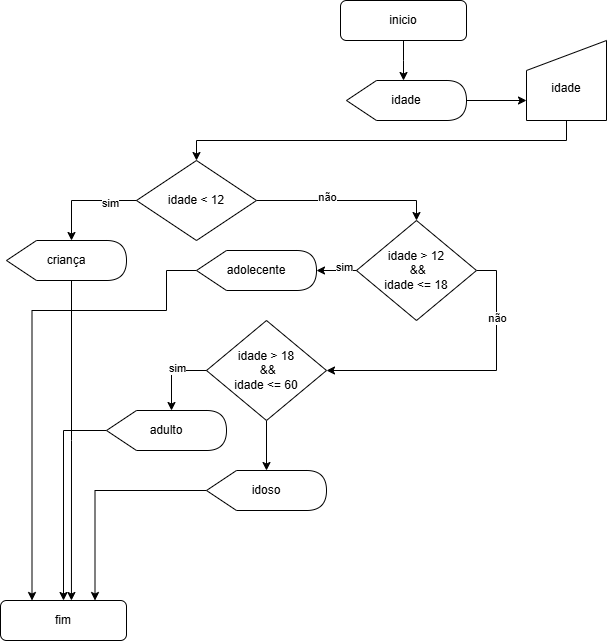 inicio
idade
idade
idade < 12
sim
não
criança
idade > 12
&&
idade <= 18
sim
adolecente
não
idade > 18
&&
idade <= 60
sim
adulto
idoso
fim